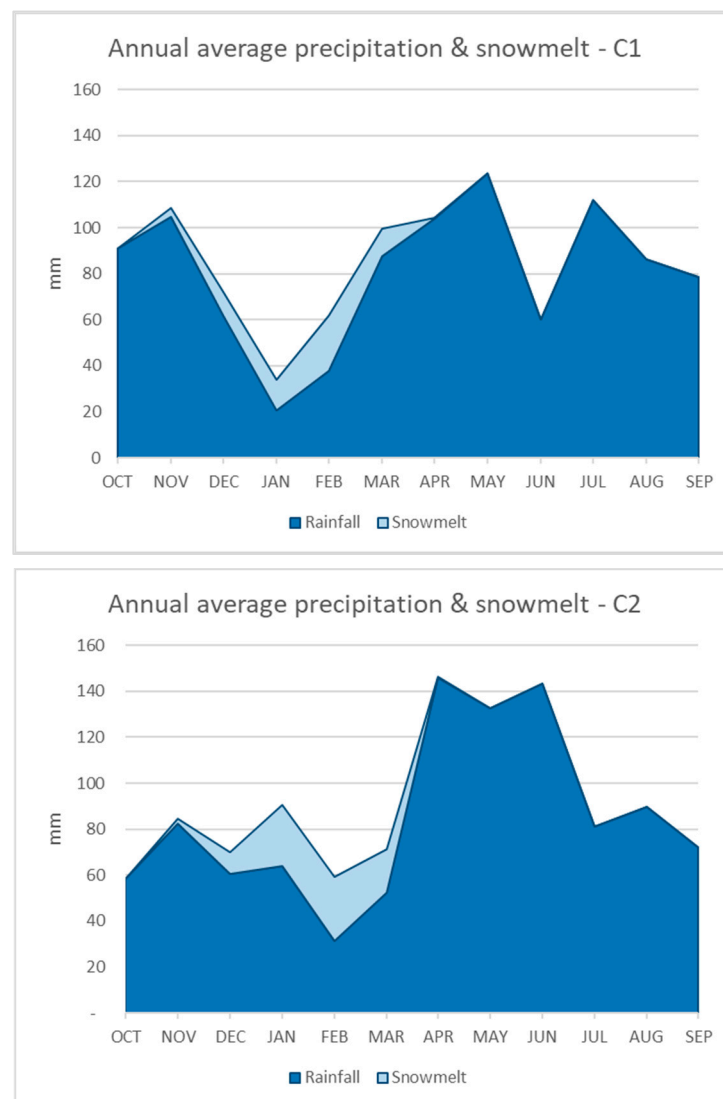 Annual average precipitation & snowmelt - C1
160
140
120
100
80
60
40
20
0
mm
OCT NOV DEC JAN FEB MAR APR MAY JUN JUL AUG SEP
Rainfall Snowmelt
Annual average precipitation & snowmelt - C2
160
140
120
100
80
60
40
20
-
mm
OCT NOV DEC JAN FEB MAR APR MAY JUN JUL AUG SEP
Rainfall Snowmelt